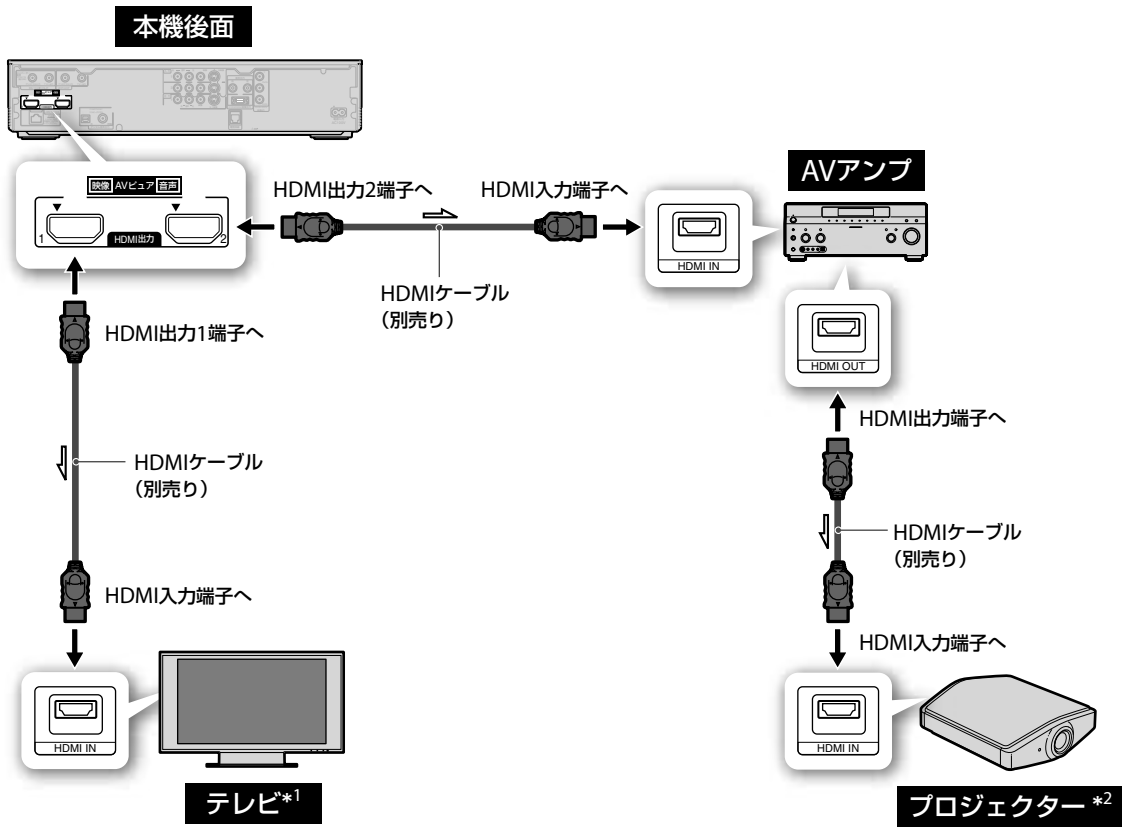 本機後面
映像 AVピュア 音声
1 HDMI出力 2
HDMI出力2端子へ
HDMI入力端子へ
HDMIケーブル
（別売り）
HDMI IN
AVアンプ
HDMI OUT
HDMI出力1端子へ
HDMIケーブル
（別売り）
HDMI入力端子へ
HDMI IN
テレビ*1
HDMI出力端子へ
HDMIケーブル
（別売り）
HDMI入力端子へ
HDMI IN
プロジェクター*2